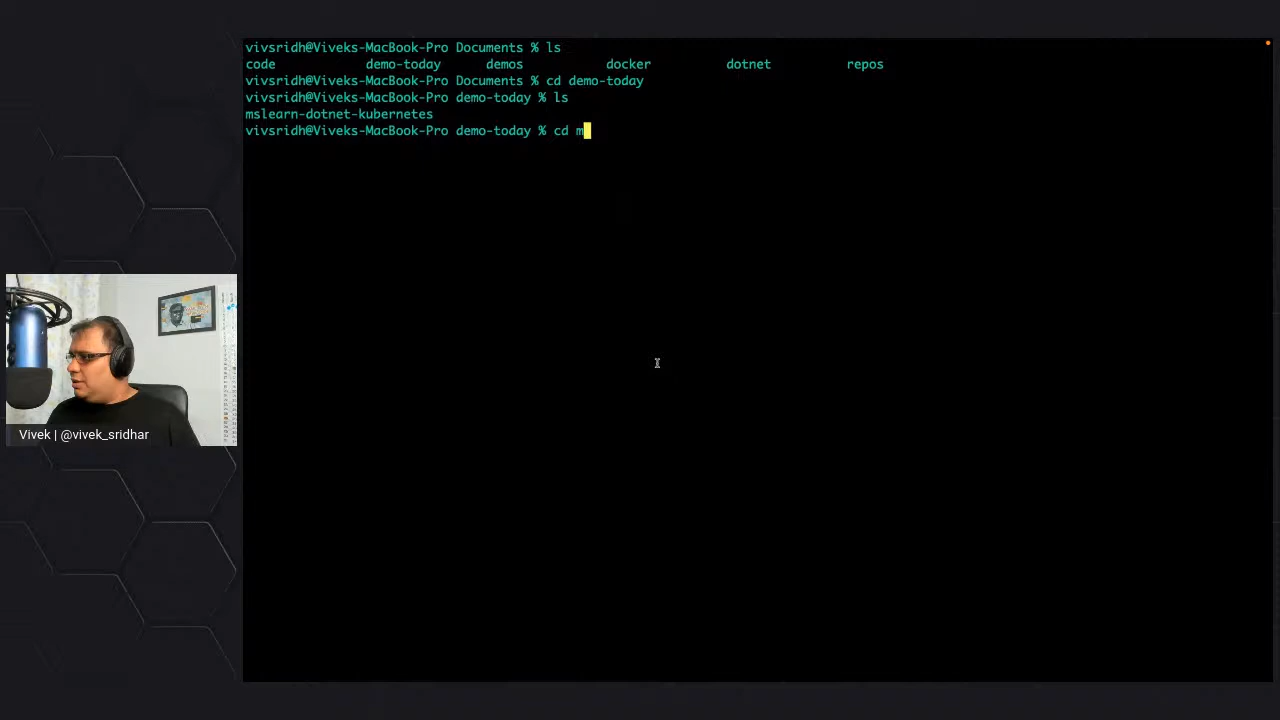 vivsridh@Viveks-MacBook-Pro Documents % ls
code demo-today demos docker dotnet repos
vivsridh@Viveks-MacBook-Pro Documents % cd demo-today
vivsridh@Viveks-MacBook-Pro demo-today % ls
mslearn-dotnet-kubernetes
vivsridh@Viveks-MacBook-Pro demo-today % cd m
Vivek | @vivek_sridhar